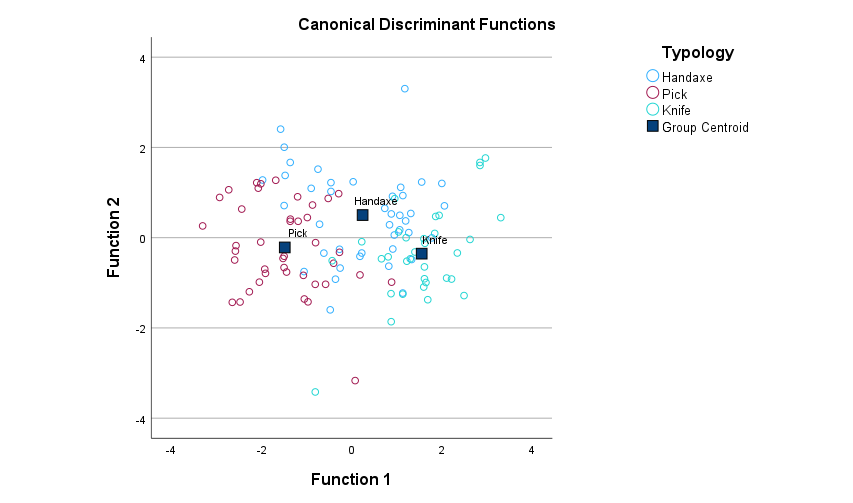 Canonical Discriminant Functions
Typology
Handaxe
Pick
Knife
Group Centroid
Function 2
4
2
0
-2
-4
Handaxe
Pick
Knife
-4
-2
0
2
4
Function 1